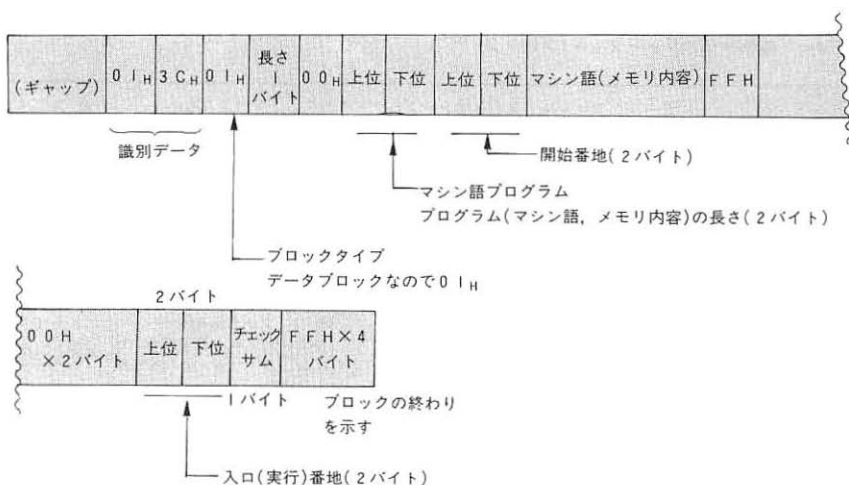 (ギャップ) 01H 3CH 01H 長さ1バイト 00H 上位 下位 上位 下位 マシン語(メモリ内容) FFH
識別データ
開始番地(2バイト)
マシン語プログラム
プログラム(マシン語,メモリ内容)の長さ(2バイト)
ブロックタイプ
データブロックなので01H
2バイト
00H
×2バイト
上位 下位
チェック
サム
FFH×4
バイト
1バイト
ブロックの終わり
を示す
入口(実行)番地(2バイト)